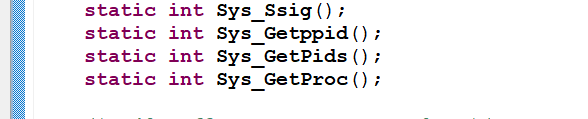 static int Sys_Ssig();
static int Sys_Getppid();
static int Sys_GetPids();
static int Sys_GetProc();